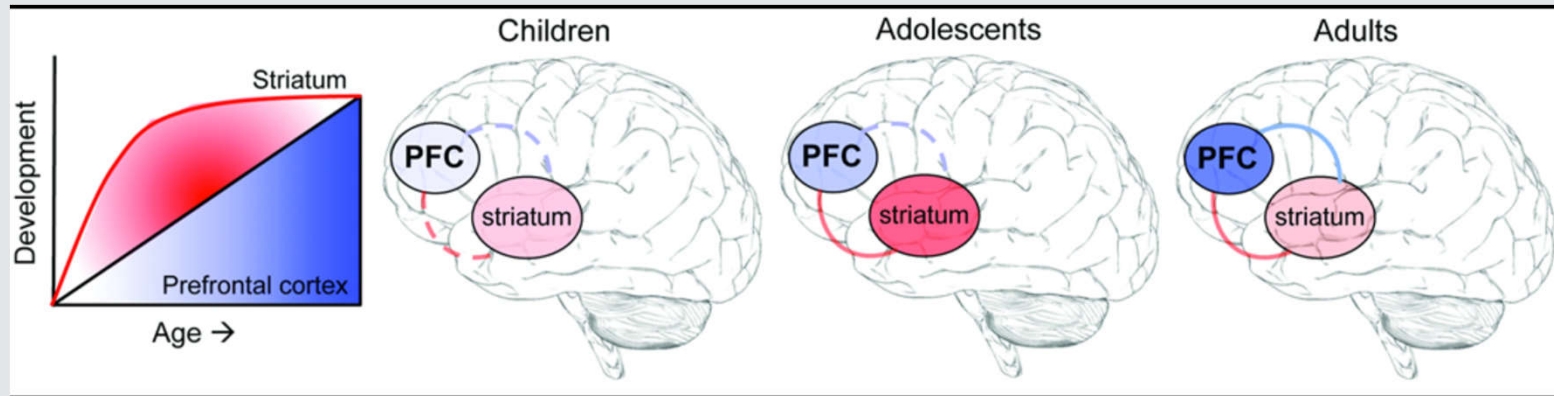 Children
Adolescents
Adults
Development
Striatum
Prefrontal cortex
Age →
PFC
striatum
PFC
striatum
PFC
striatum